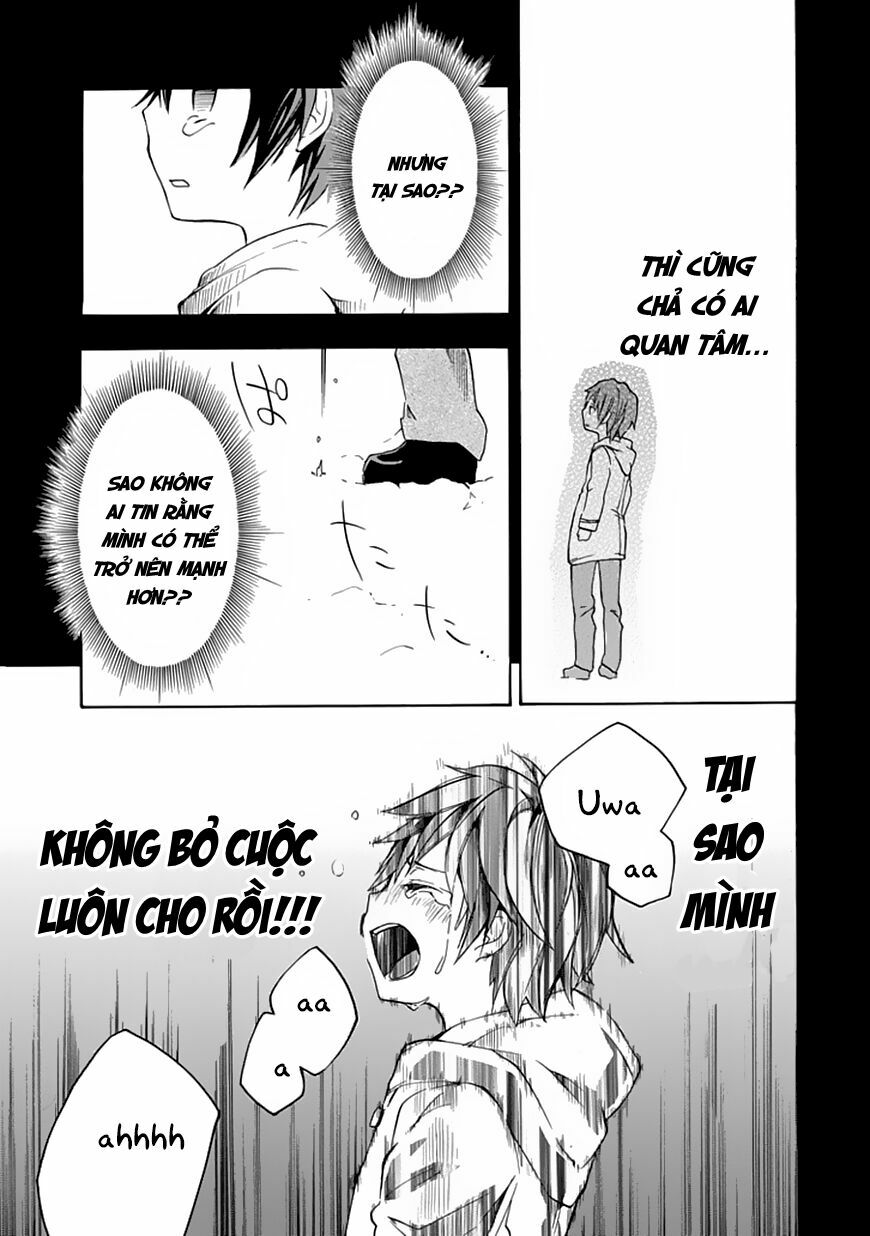 THÌ CŨNG
CHẢ CÓ AI
QUAN TÂM...
NHƯNG
TẠI SAO??
SAO KHÔNG
AI TIN RẰNG
MÌNH CÓ THỂ
TRỞ NÊN MẠNH
HƠN??
TẠI
SAO
MÌNH
KHÔNG BỎ CUỘC
LUÔN CHO RỒI!!!
Uwa
aa
aa
a
ahhhh